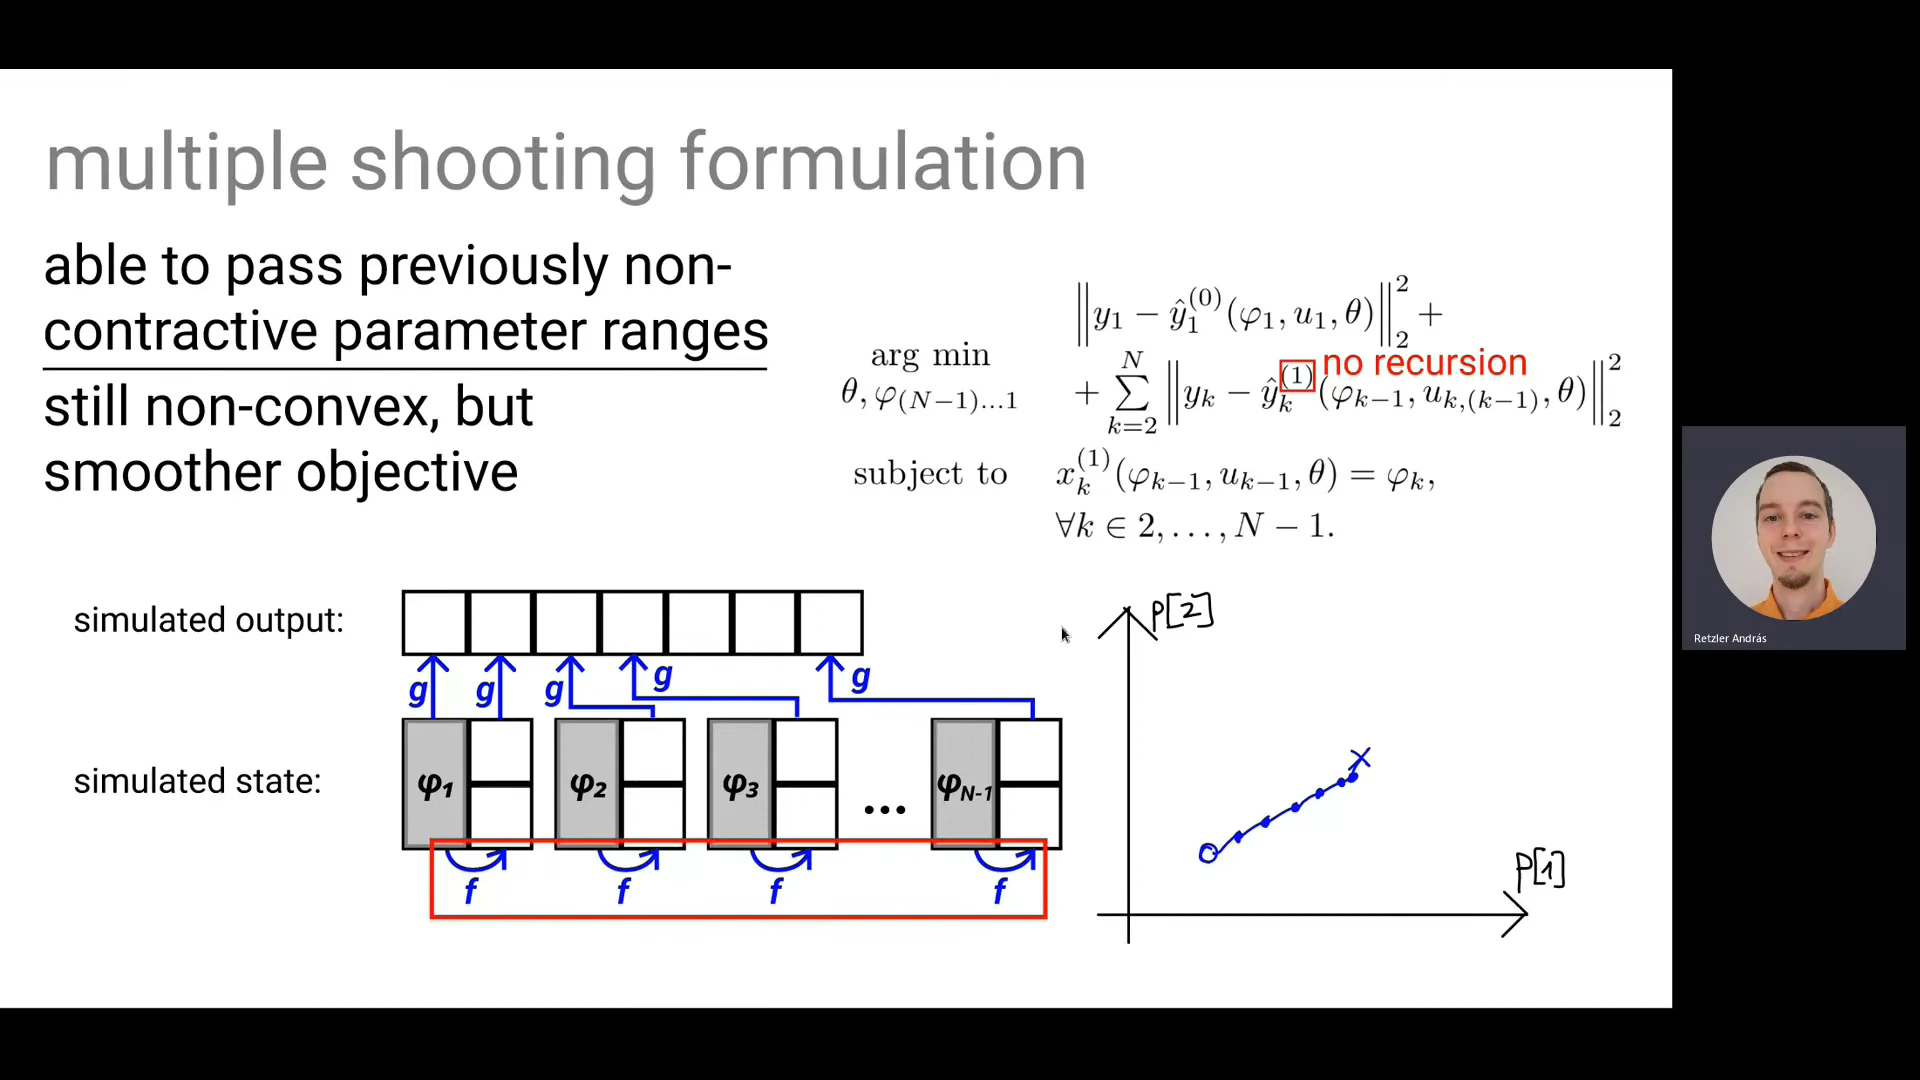 multiple shooting formulation
able to pass previously non-
contractive parameter ranges
still non-convex, but
smoother objective
‖y₁ − ŷ₁⁽⁰⁾(φ₁, u₁, θ)‖₂² +
arg min
θ, φ₍N−1₎…₁
+ ∑ₖ₌₂ᴺ ‖yₖ − ŷₖ⁽¹⁾(φₖ₋₁, uₖ,₍ₖ₋₁₎, θ)‖₂²
no recursion
subject to xₖ⁽¹⁾(φₖ₋₁, uₖ₋₁, θ) = φₖ,
∀k ∈ 2, . . . , N − 1.
simulated output:
g g g g g
simulated state:
φ₁ φ₂ φ₃ ... φN-1
f f f f
P[2]
P[1]
Retzler András